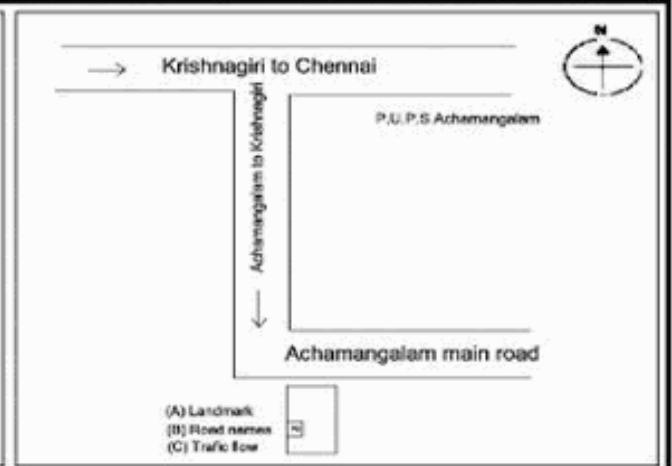 N
Krishnagiri to Chennai
P.U.P.S Achamangalam
Achamangalam to Krishnagiri
Achamangalam main road
(A) Landmark
(B) Road names
(C) Trafic flow